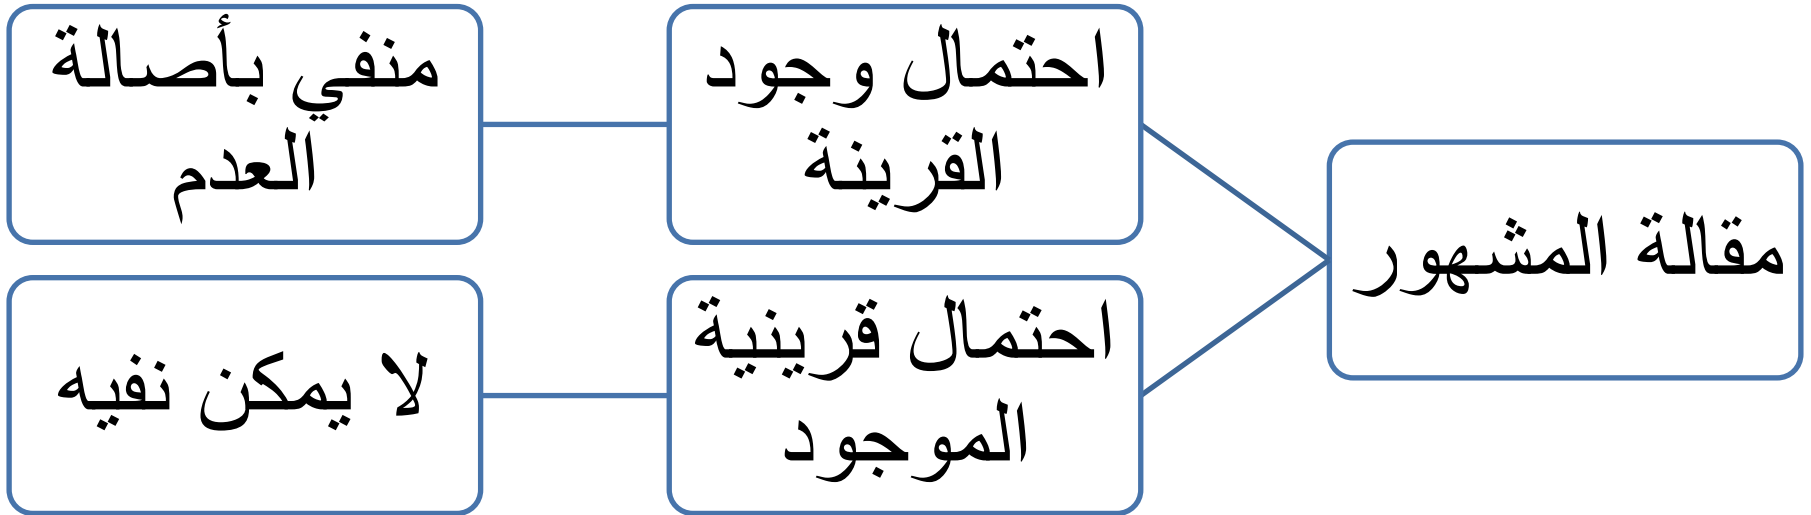 مقالة المشهور
احتمال وجود
القرينة
منفي بأصالة
العدم
احتمال قرينية
الموجود
لا يمكن نفيه